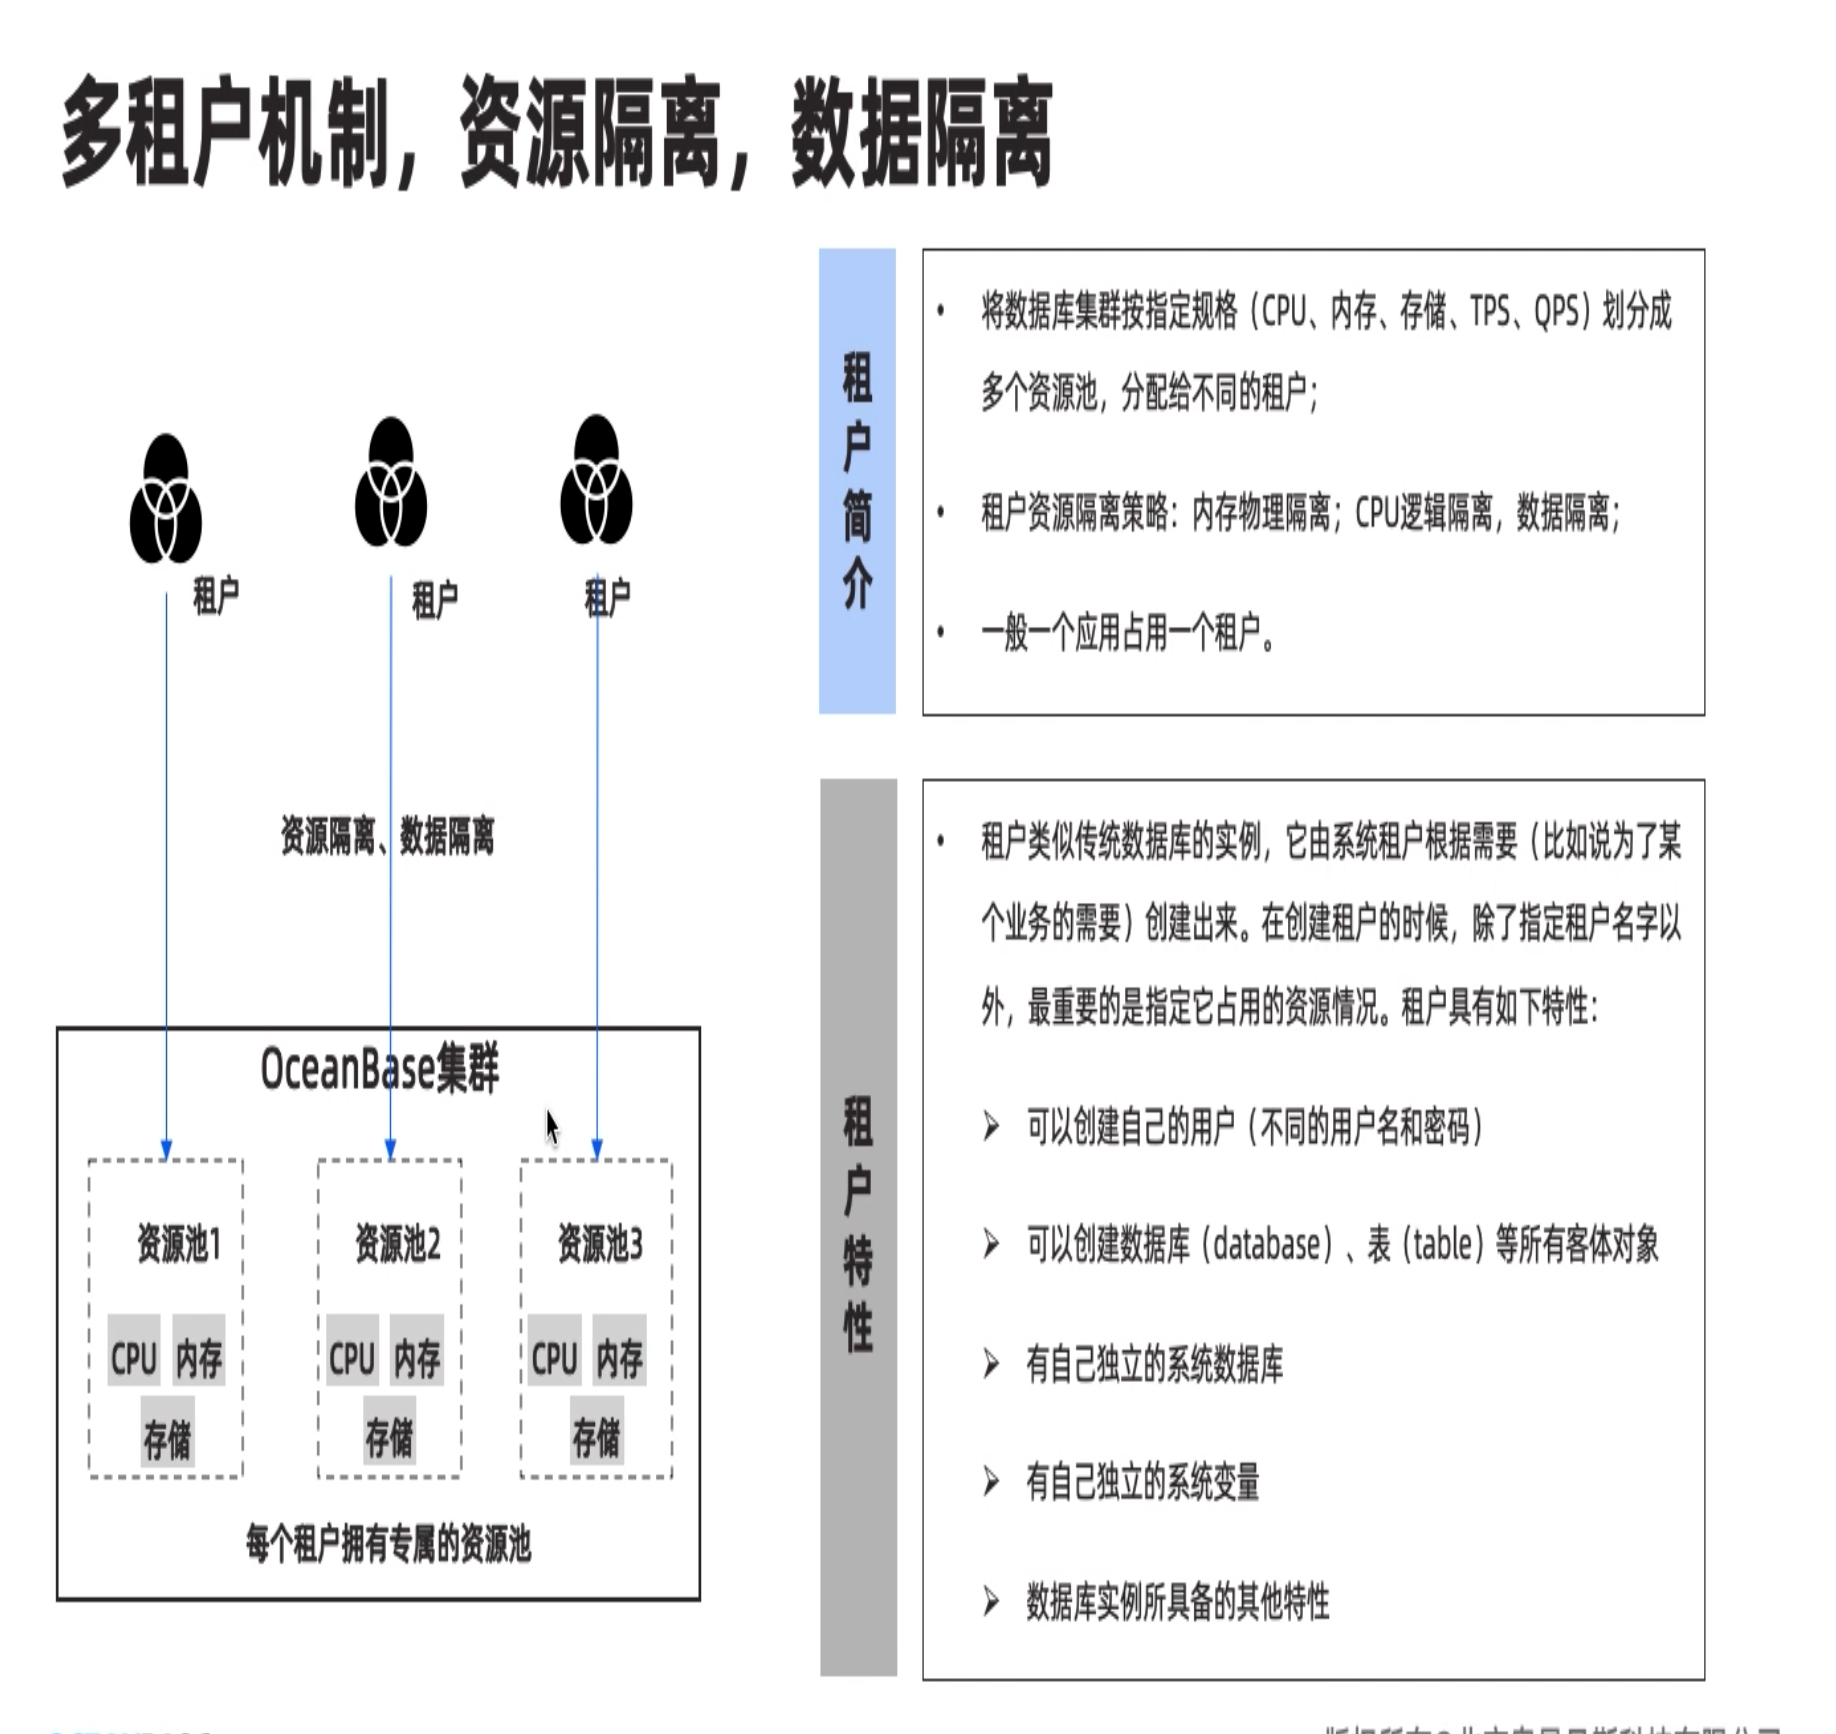 多租户机制，资源隔离，数据隔离
租户
租户
租户
资源隔离、数据隔离
OceanBase集群
资源池1
CPU
内存
存储
资源池2
CPU
内存
存储
资源池3
CPU
内存
存储
每个租户拥有专属的资源池
租户简介
• 将数据库集群按指定规格（CPU、内存、存储、TPS、QPS）划分成
多个资源池，分配给不同的租户；
• 租户资源隔离策略：内存物理隔离；CPU逻辑隔离，数据隔离；
• 一般一个应用占用一个租户。
租户特性
• 租户类似传统数据库的实例，它由系统租户根据需要（比如说为了某
个业务的需要）创建出来。在创建租户的时候，除了指定租户名字以
外，最重要的是指定它占用的资源情况。租户具有如下特性：
➢ 可以创建自己的用户（不同的用户名和密码）
➢ 可以创建数据库（database）、表（table）等所有客体对象
➢ 有自己独立的系统数据库
➢ 有自己独立的系统变量
➢ 数据库实例所具备的其他特性